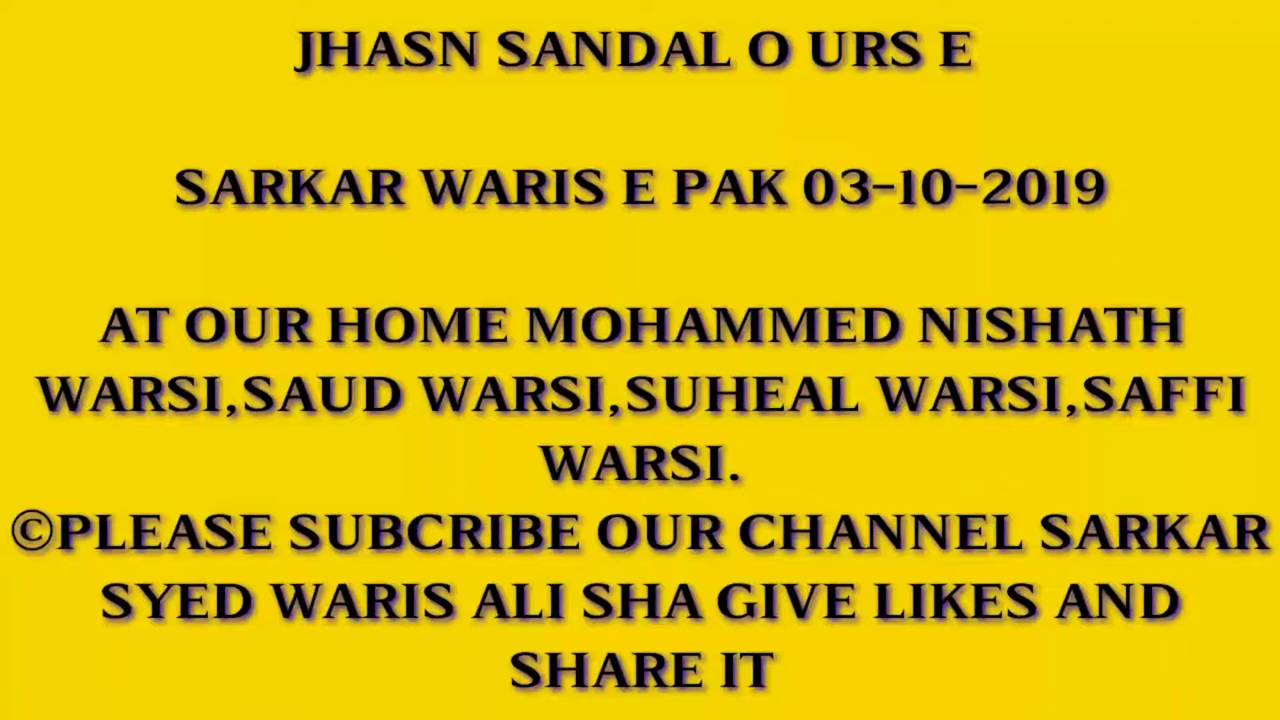 JHASN SANDAL O URS E
SARKAR WARIS E PAK 03-10-2019
AT OUR HOME MOHAMMED NISHATH
WARSI,SAUD WARSI,SUHEAL WARSI,SAFFI
WARSI.
©PLEASE SUBCRIBE OUR CHANNEL SARKAR
SYED WARIS ALI SHA GIVE LIKES AND
SHARE IT